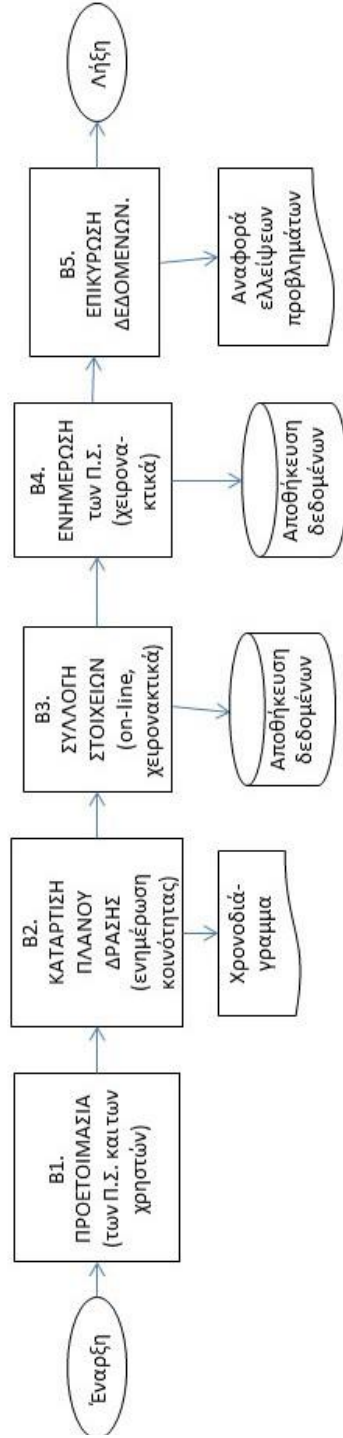 Έναρξη
Β1.
ΠΡΟΕΤΟΙΜΑΣΙΑ
(των Π.Σ. και των
χρηστών)
Β2.
ΚΑΤΑΡΤΙΣΗ
ΠΛΑΝΟΥ
ΔΡΑΣΗΣ
(ενημέρωση
κοινότητας)
Χρονοδιά-
γραμμα
Β3.
ΣΥΛΛΟΓΗ
ΣΤΟΙΧΕΙΩΝ
(on-line,
χειρονακτικά)
Αποθήκευση
δεδομένων
Β4.
ΕΝΗΜΕΡΩΣΗ
των Π.Σ.
(χειρονα-
κτικά)
Αποθήκευση
δεδομένων
Β5.
ΕΠΙΚΥΡΩΣΗ
ΔΕΔΟΜΕΝΩΝ.
Αναφορά
ελλείψεων
προβλημάτων
Λήξη